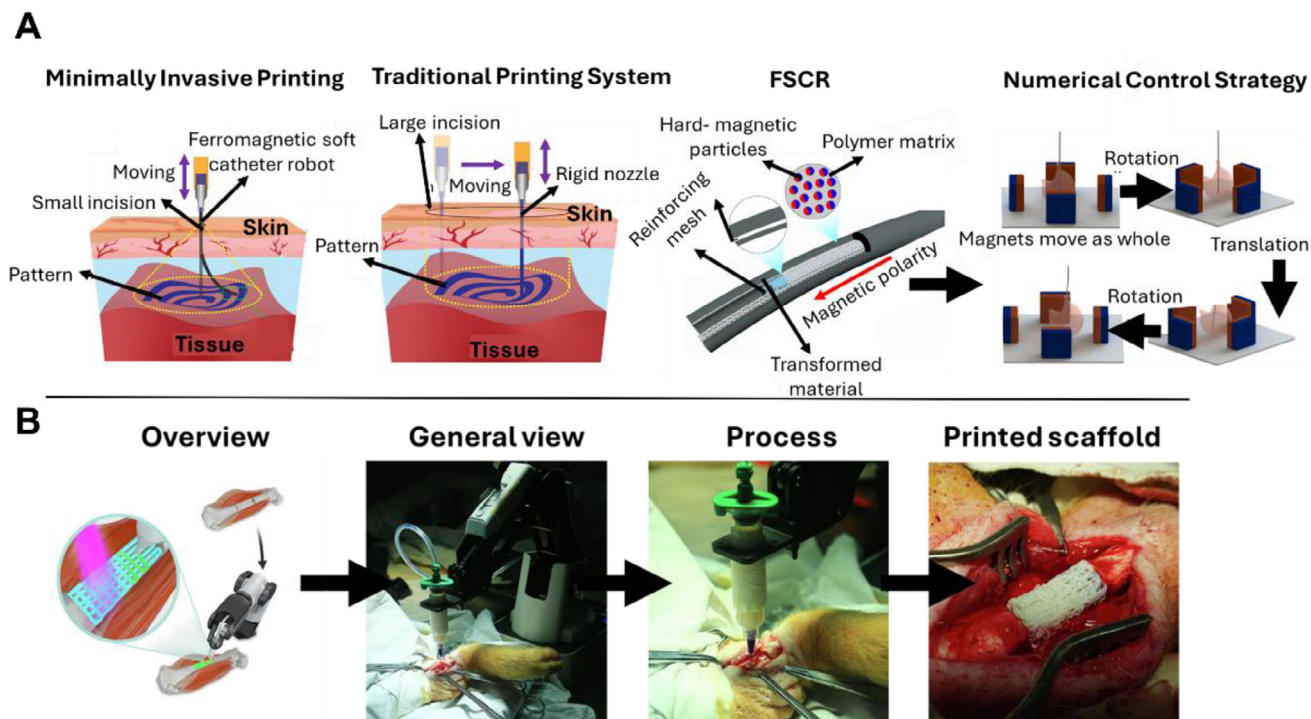 A
Minimally Invasive Printing
Traditional Printing System
FSCR
Numerical Control Strategy
Ferromagnetic soft
catheter robot
Moving
Small incision
Skin
Pattern
Tissue
Large incision
Moving
Rigid nozzle
Skin
Pattern
Tissue
Hard- magnetic
particles
Polymer matrix
Reinforcing
mesh
Magnetic polarity
Transformed
material
Rotation
Magnets move as whole
Translation
Rotation
B
Overview
General view
Process
Printed scaffold